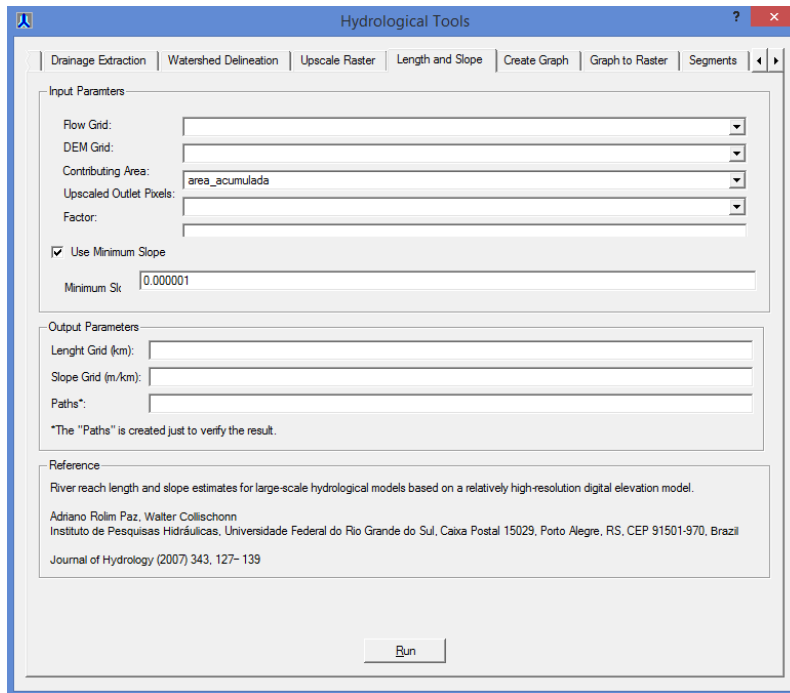 Hydrological Tools
?
Drainage Extraction
Watershed Delineation
Upscale Raster
Length and Slope
Create Graph
Graph to Raster
Segments
Input Paramters
Flow Grid:
DEM Grid:
Contributing Area:
area_acumulada
Upscaled Outlet Pixels:
Factor:
Use Minimum Slope
Minimum Slo
0.000001
Output Parameters
Lenght Grid (km):
Slope Grid (m/km):
Paths*:
*The "Paths" is created just to verify the result.
Reference
River reach length and slope estimates for large-scale hydrological models based on a relatively high-resolution digital elevation model.
Adriano Rolim Paz, Walter Collischonn
Instituto de Pesquisas Hidráulicas, Universidade Federal do Rio Grande do Sul, Caixa Postal 15029, Porto Alegre, RS, CEP 91501-970, Brazil
Journal of Hydrology (2007) 343, 127– 139
Run